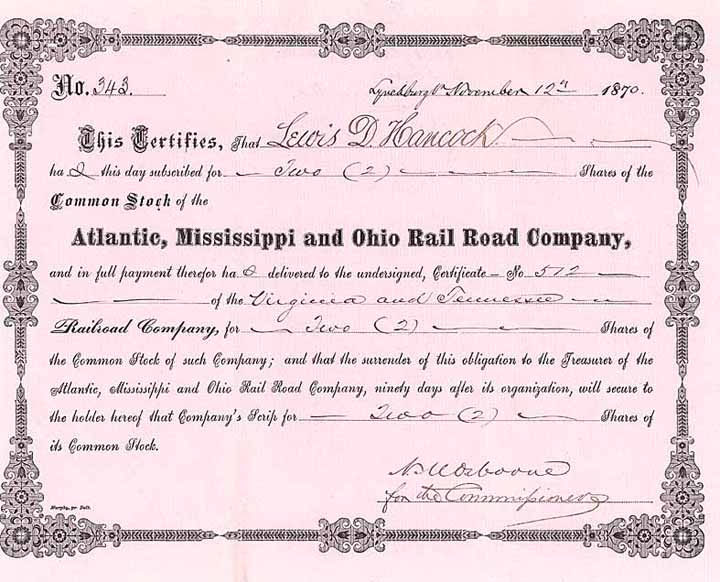 No. 343. Lynchburg Va November 12th 1870.
This Certifies, That Lewis D. Hancock
has this day subscribed for Two (2) Shares of the
Common Stock of the
Atlantic, Mississippi and Ohio Rail Road Company,
and in full payment therefor has delivered to the undersigned, Certificate No 512
of the Virginia and Tennessee
Railroad Company, for Two (2) Shares of
the Common Stock of such Company; and that the surrender of this obligation to the Treasurer of the
Atlantic, Mississippi and Ohio Rail Road Company, ninety days after its organization, will secure to
the holder hereof that Company's Scrip for Two (2) Shares of
its Common Stock.
for the Commissioners
Murphy, pr Balt.